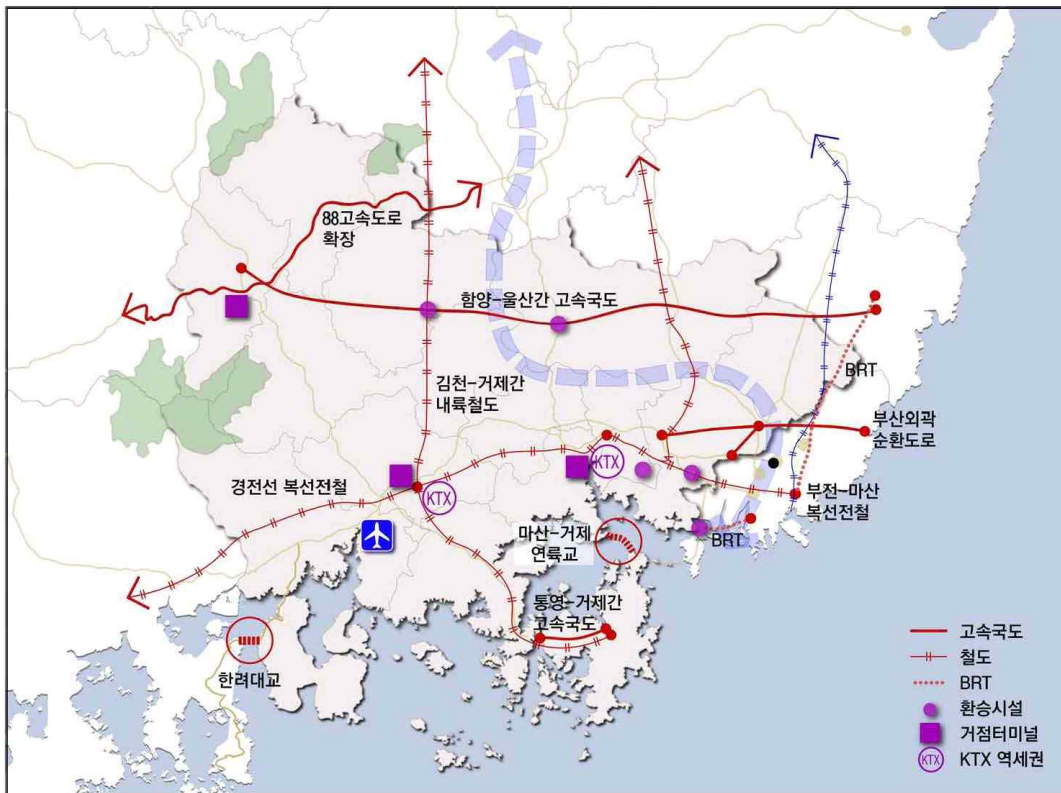 88고속도로
확장
함양-울산간 고속국도
김천-거제간
내륙철도
BRT
부산외곽
순환도로
KTX
경전선 복선전철
KTX
부전-마산
복선전철
마산-거제
연륙교
BRT
통영-거제간
고속국도
한려대교
고속국도
철도
BRT
환승시설
거점터미널
KTX KTX 역세권